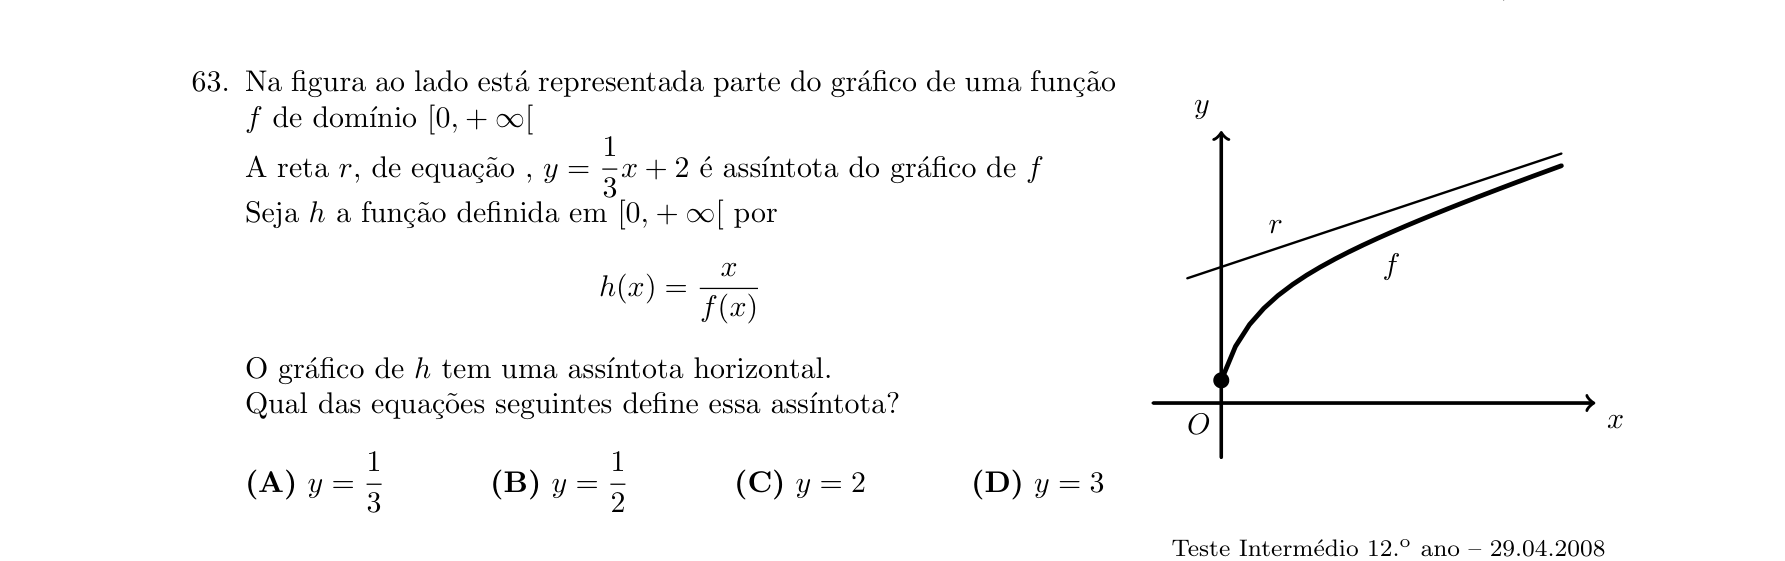 63. Na figura ao lado está representada parte do gráfico de uma função
f de domínio [0, + ∞[
A reta r, de equação , y = \frac{1}{3}x + 2 é assíntota do gráfico de f
Seja h a função definida em [0, + ∞[ por
h(x) = \frac{x}{f(x)}
O gráfico de h tem uma assíntota horizontal.
Qual das equações seguintes define essa assíntota?
(A) y = \frac{1}{3} (B) y = \frac{1}{2} (C) y = 2 (D) y = 3
y
r
f
O
x
Teste Intermédio 12.º ano – 29.04.2008